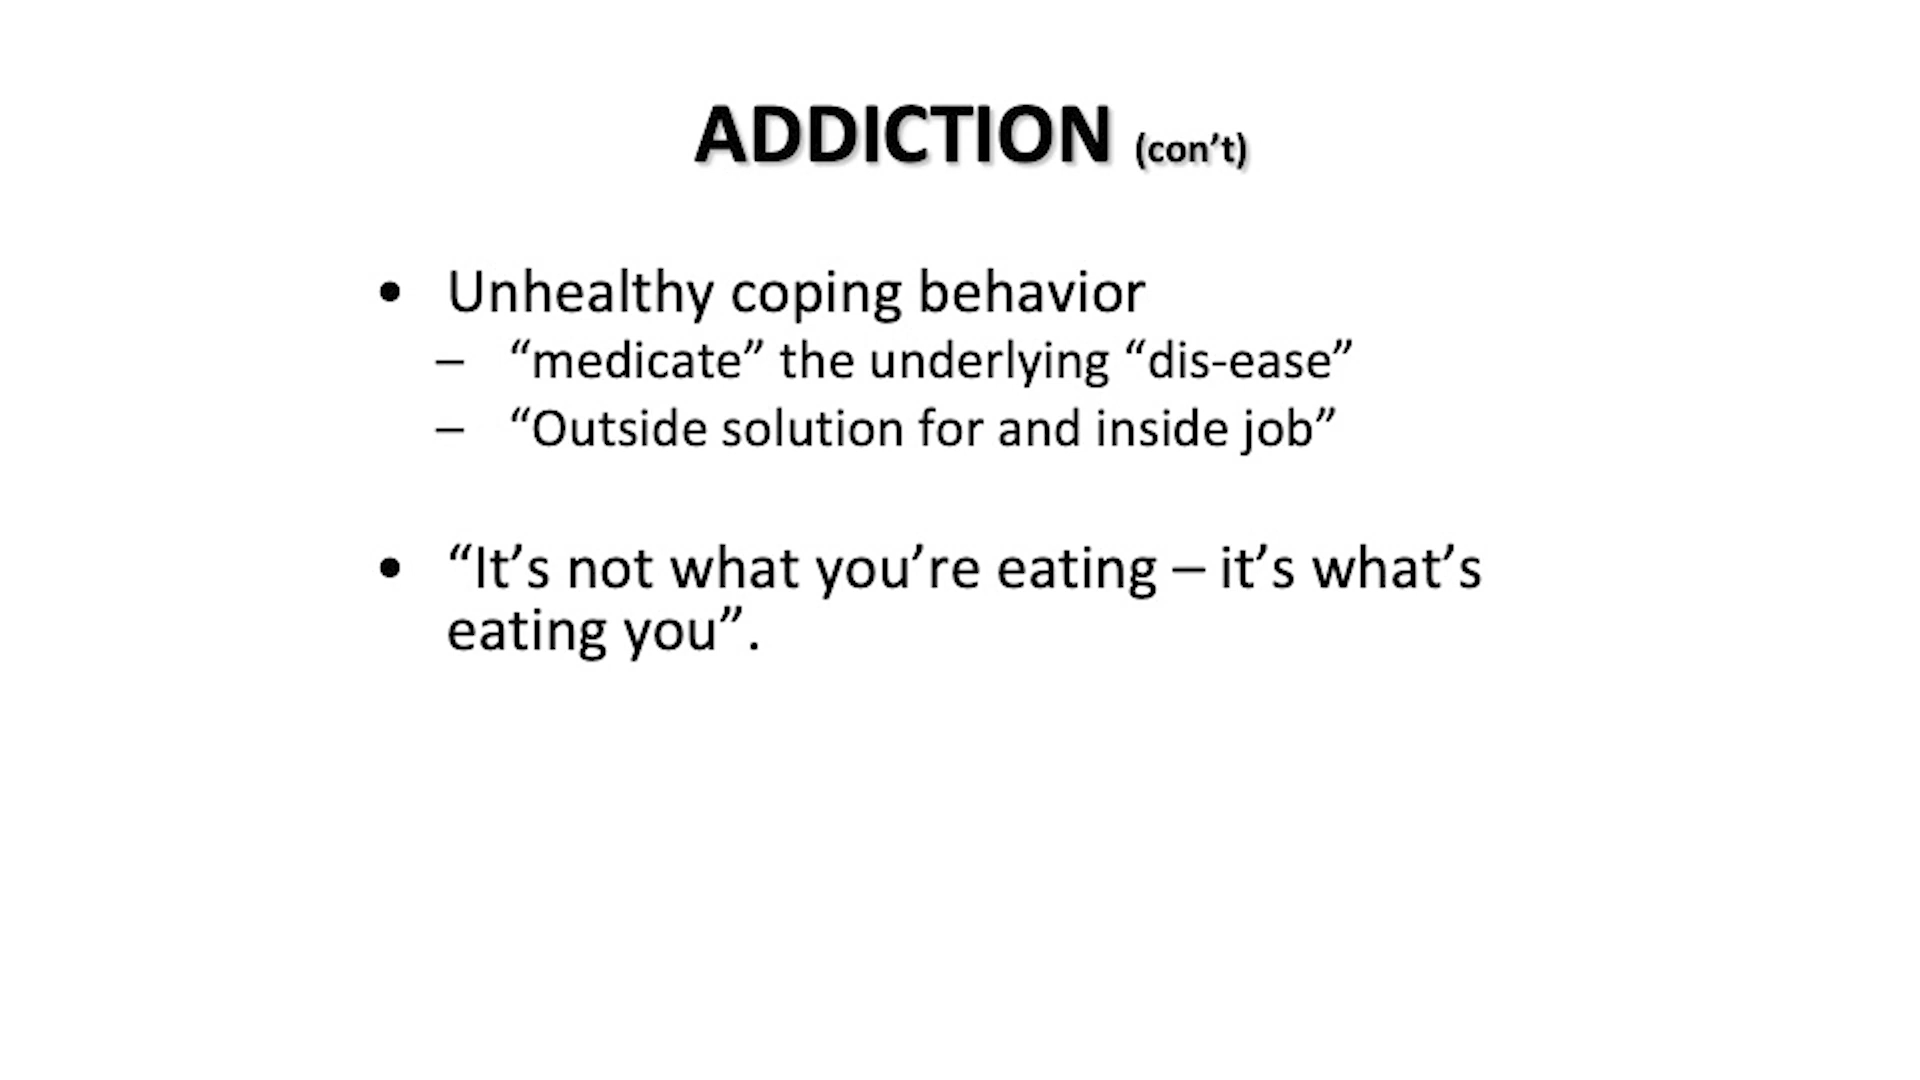 ADDICTION (con’t)
• Unhealthy coping behavior
– “medicate” the underlying “dis-ease”
– “Outside solution for and inside job”
• “It’s not what you’re eating – it’s what’s
eating you”.